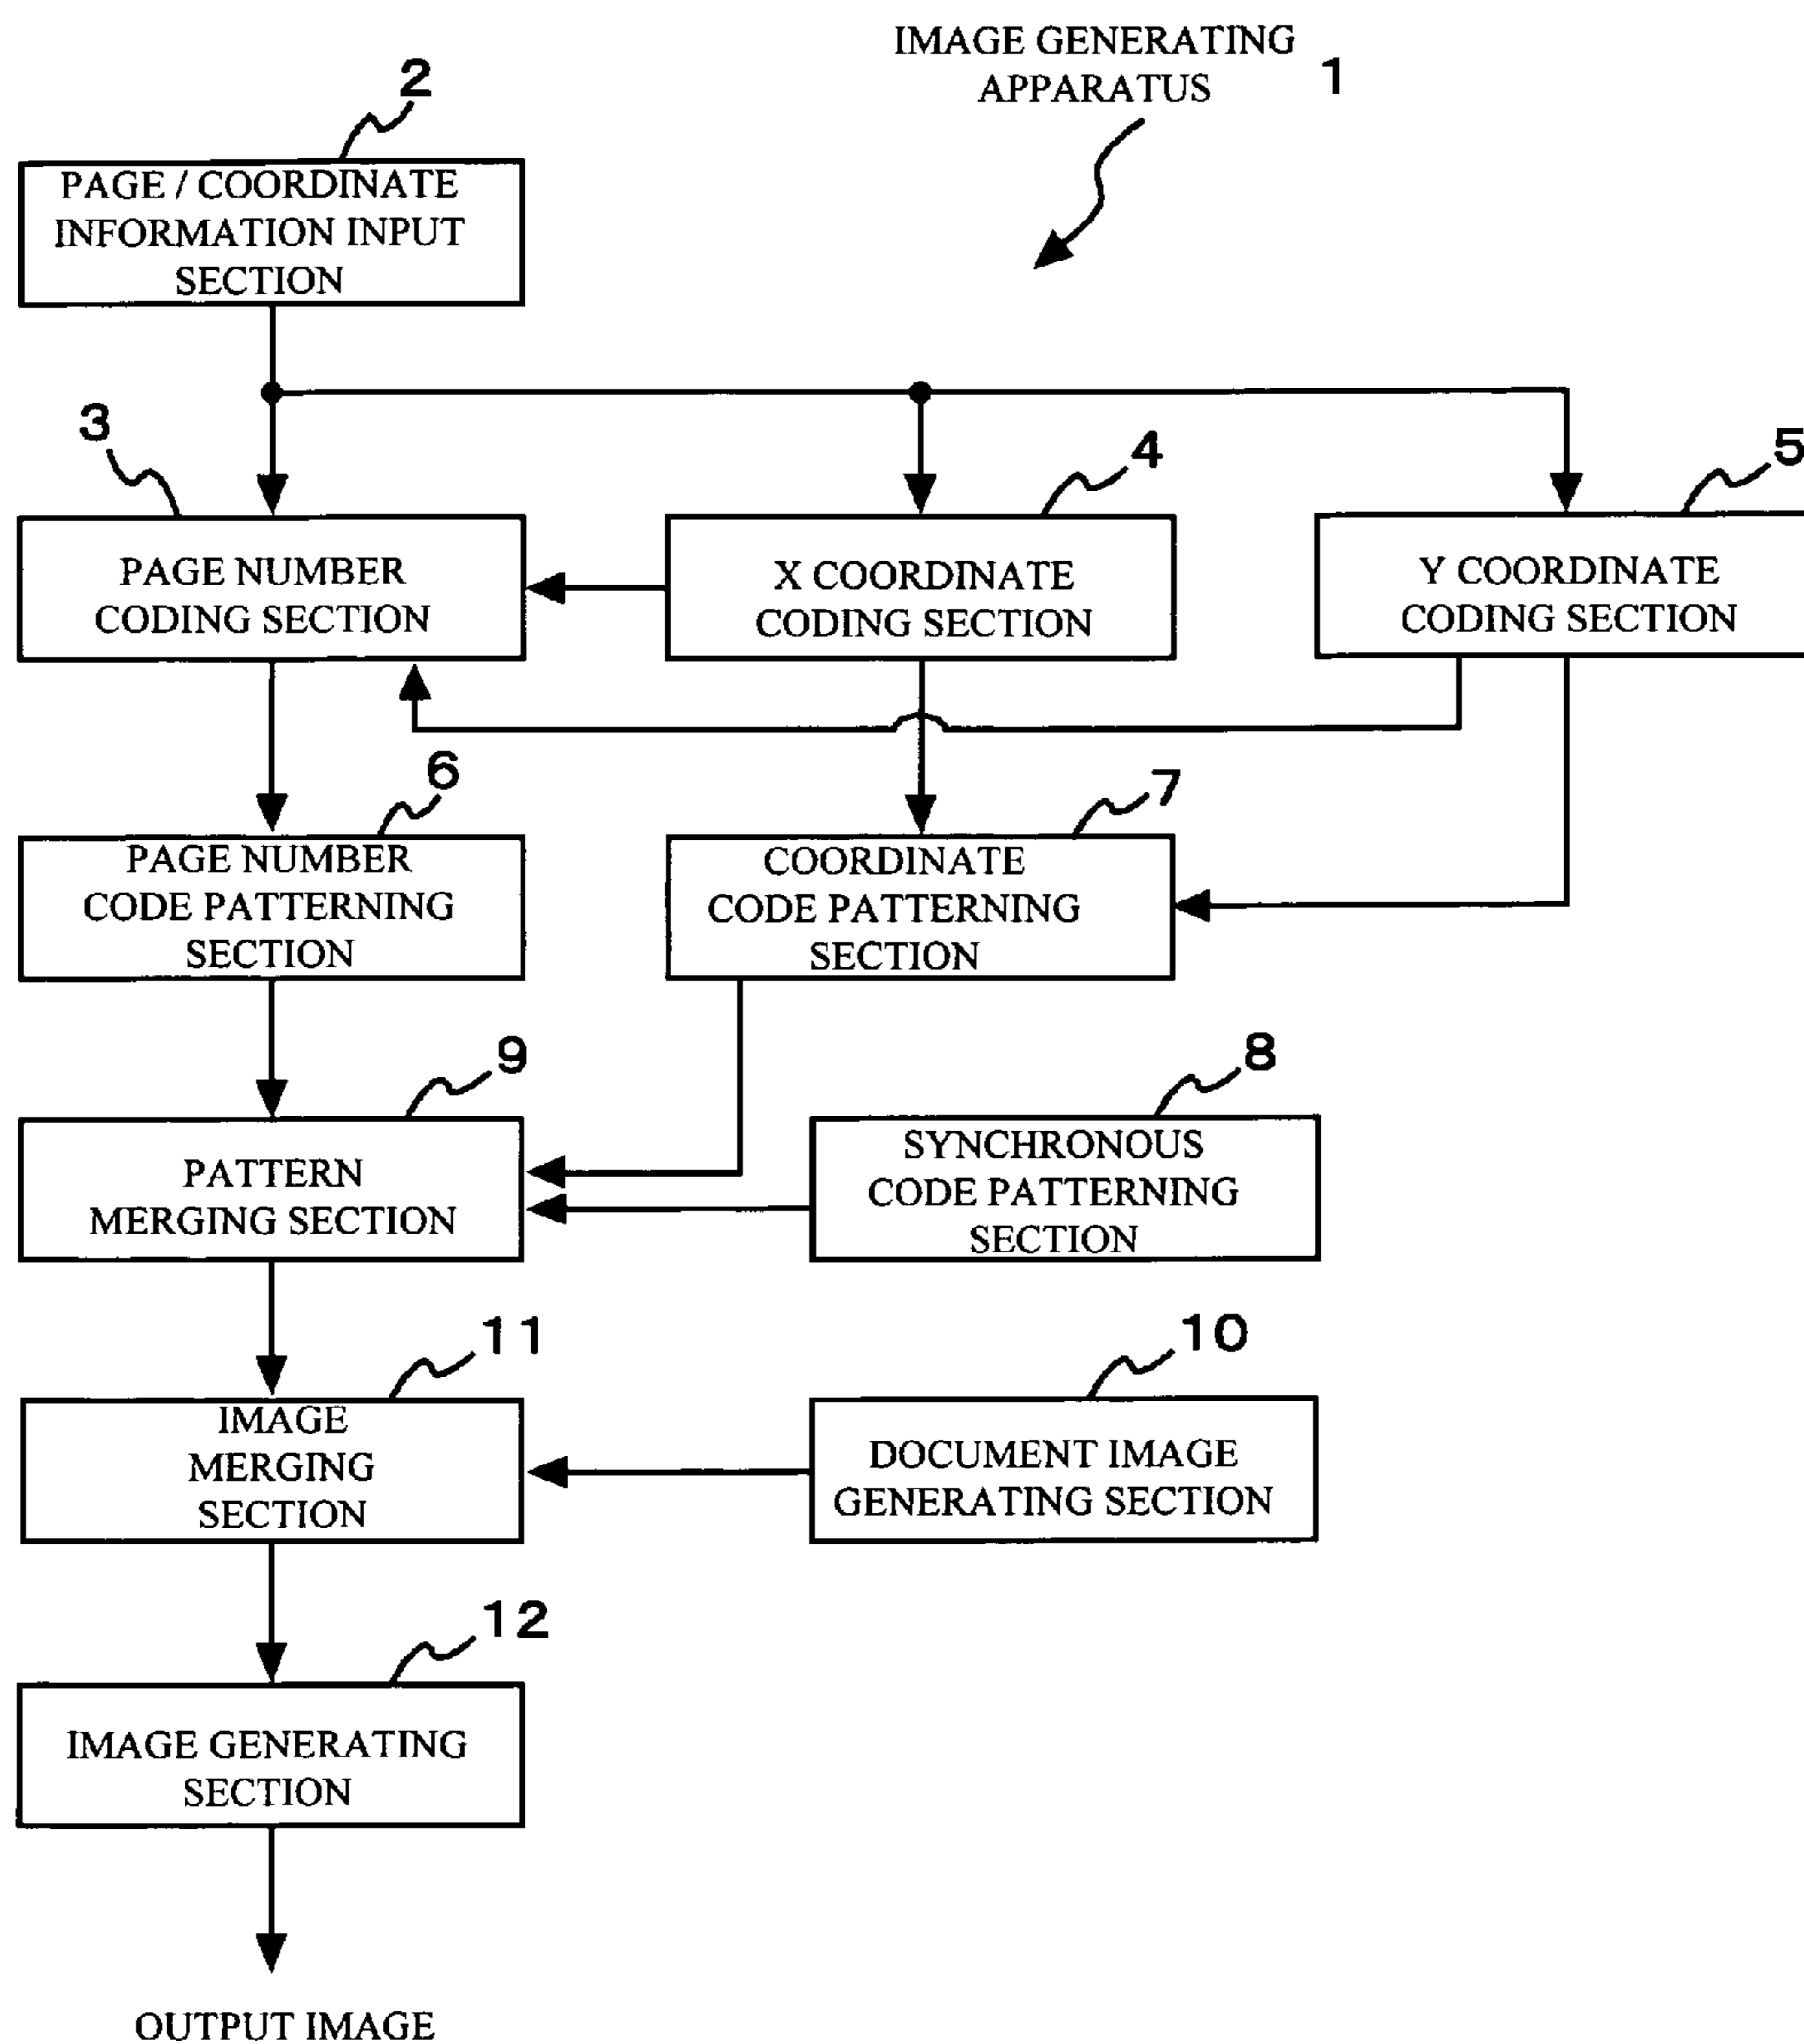 IMAGE GENERATING
APPARATUS
1
2
PAGE / COORDINATE
INFORMATION INPUT
SECTION
3
PAGE NUMBER
CODING SECTION
4
X COORDINATE
CODING SECTION
5
Y COORDINATE
CODING SECTION
6
PAGE NUMBER
CODE PATTERNING
SECTION
7
COORDINATE
CODE PATTERNING
SECTION
9
PATTERN
MERGING SECTION
8
SYNCHRONOUS
CODE PATTERNING
SECTION
11
IMAGE
MERGING
SECTION
10
DOCUMENT IMAGE
GENERATING SECTION
12
IMAGE GENERATING
SECTION
OUTPUT IMAGE